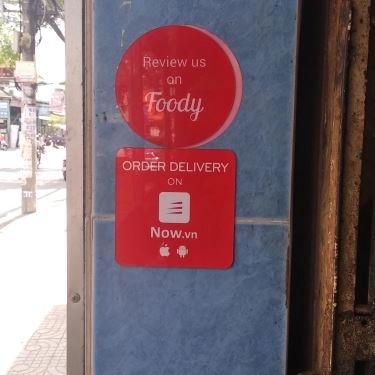 Review us
on
Foody
ORDER DELIVERY
ON
Now.vn